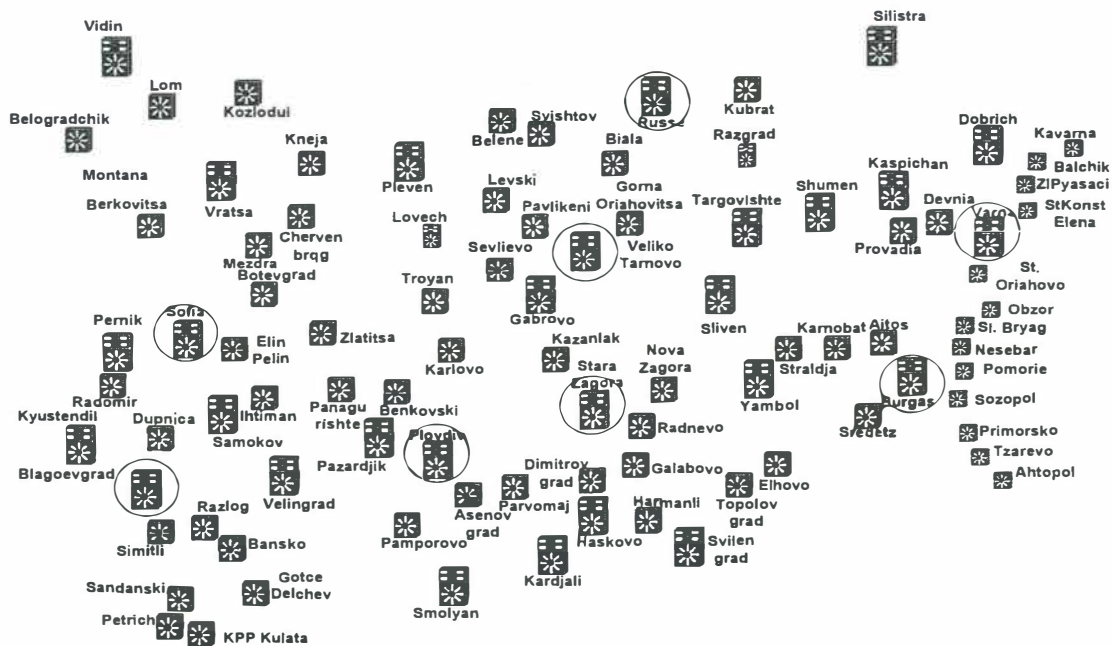 Vidin
Silistra
Lom
Kozlodui
Belogradchik
Kneja
Belene
Svishtov
Russe
Kubrat
Biala
Razgrad
Dobrich
Kavarna
Balchik
Montana
Pleven
Levski
Gorna
Oriahovitsa
Targovishte
Shumen
Kaspichan
Devnia
ZlPyasaci
StKonst
Elena
Berkovitsa
Vratsa
Cherven
brqg
Lovech
Pavlikeni
Sevlievo
Veliko
Tarnovo
Provadia
Varna
Mezdra
Botevgrad
Troyan
Gabrovo
Sliven
St.
Oriahovo
Obzor
Pernik
Sofia
Elin
Pelin
Zlatitsa
Karlovo
Kazanlak
Stara
Zagora
Nova
Zagora
Straldja
Karnobat
Ajtos
Sl. Bryag
Nesebar
Pomorie
Radomir
Kyustendil
Dupnica
Ihtiman
Samokov
Panagu
rishte
Benkovski
Yambol
Burgas
Sozopol
Sredetz
Radnevo
Primorsko
Blagoevgrad
Velingrad
Pazardjik
Plovdiv
Dimitrov
grad
Galabovo
Elhovo
Tzarevo
Ahtopol
Asenov
grad
Parvomaj
Haskovo
Harmanli
Topolov
grad
Simitli
Razlog
Bansko
Pamporovo
Kardjali
Svilen
grad
Sandanski
Gotce
Delchev
Smolyan
Petrich
KPP Kulata